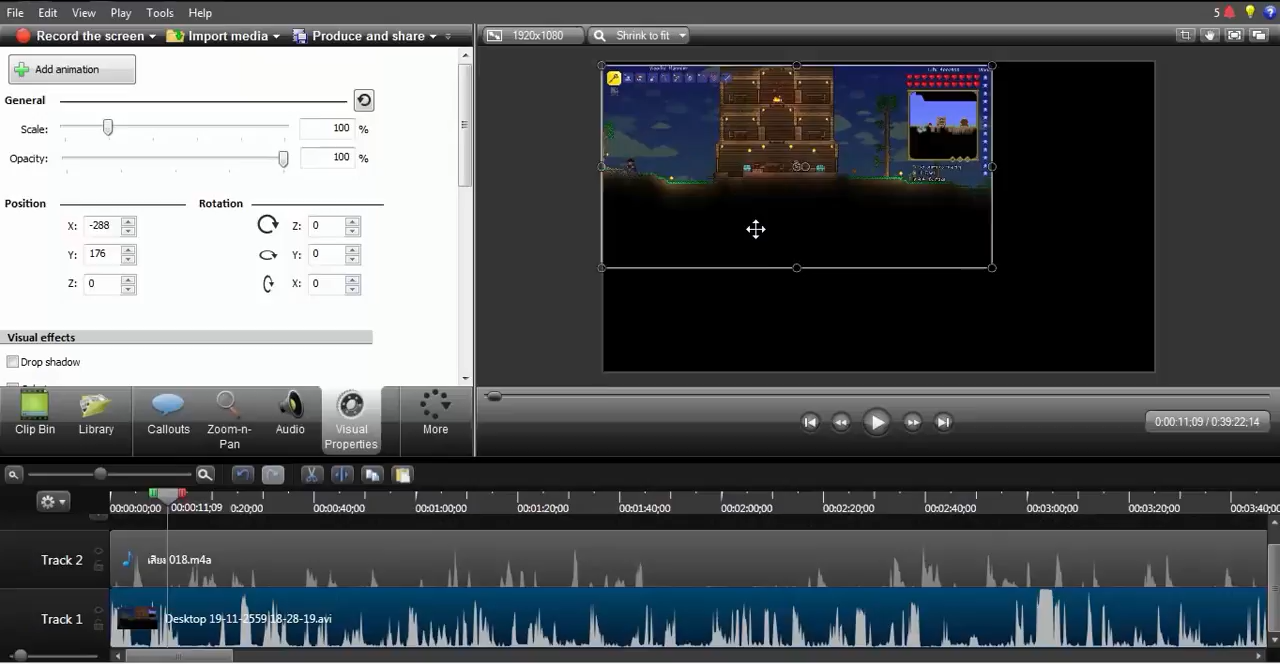 File Edit View Play Tools Help 5
Record the screen Import media Produce and share 1920x1080 Shrink to fit
Add animation
General
Scale: 100 %
Opacity: 100 %
Position Rotation
X: -288 Z: 0
Y: 176 Y: 0
Z: 0 X: 0
Visual effects
Drop shadow
Clip Bin Library Callouts Zoom-n-Pan Audio Visual Properties More
0:00:11;09 / 0:39:22;14
00:00:00;00 00:00:11;09 0:20;00 00:00:40;00 00:01:00;00 00:01:20;00 00:01:40;00 00:02:00;00 00:02:20;00 00:02:40;00 00:03:00;00 00:03:20;00 00:03:40;00
Track 2 เสียง 018.m4a
Track 1 Desktop 19-11-2559 18-28-19.avi